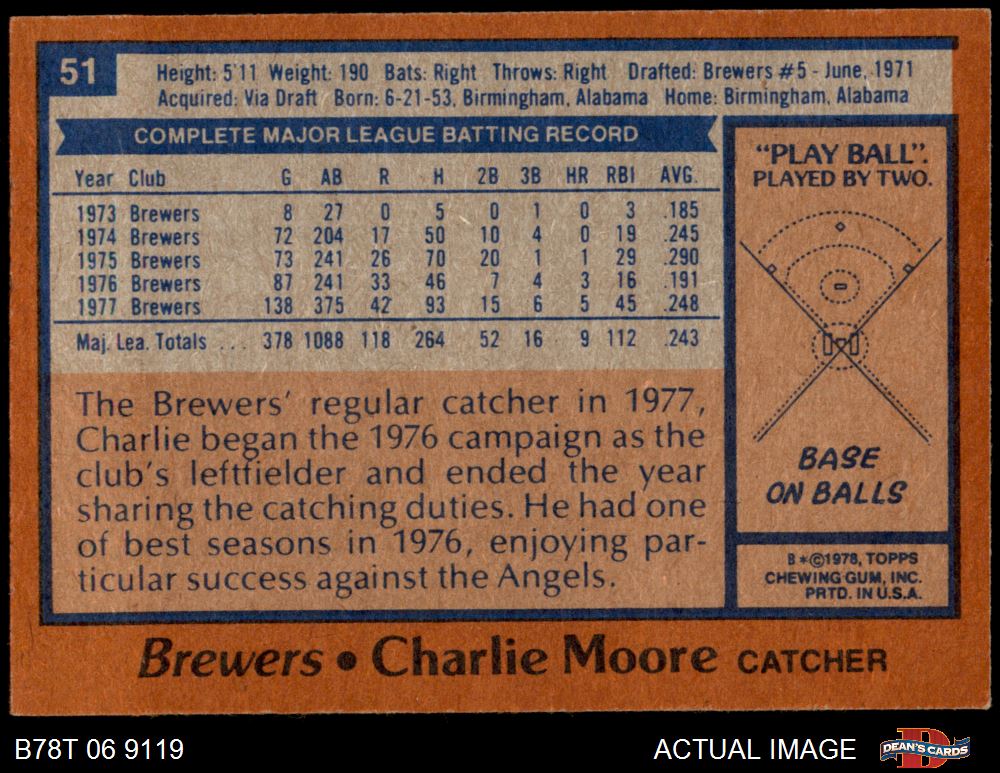 51
Height: 5'11 Weight: 190 Bats: Right Throws: Right Drafted: Brewers #5 - June, 1971
Acquired: Via Draft Born: 6-21-53, Birmingham, Alabama Home: Birmingham, Alabama
COMPLETE MAJOR LEAGUE BATTING RECORD
Year Club G AB R H 2B 3B HR RBI AVG.
1973 Brewers 8 27 0 5 0 1 0 3 .185
1974 Brewers 72 204 17 50 10 4 0 19 .245
1975 Brewers 73 241 26 70 20 1 1 29 .290
1976 Brewers 87 241 33 46 7 4 3 16 .191
1977 Brewers 138 375 42 93 15 6 5 45 .248
Maj. Lea. Totals ... 378 1088 118 264 52 16 9 112 .243
The Brewers' regular catcher in 1977,
Charlie began the 1976 campaign as the
club's leftfielder and ended the year
sharing the catching duties. He had one
of best seasons in 1976, enjoying par-
ticular success against the Angels.
"PLAY BALL".
PLAYED BY TWO.
BASE
ON BALLS
B*©1978, TOPPS
CHEWING GUM, INC.
PRTD. IN U.S.A.
Brewers • Charlie Moore CATCHER
B78T 06 9119
ACTUAL IMAGE
DEAN'S CARDS